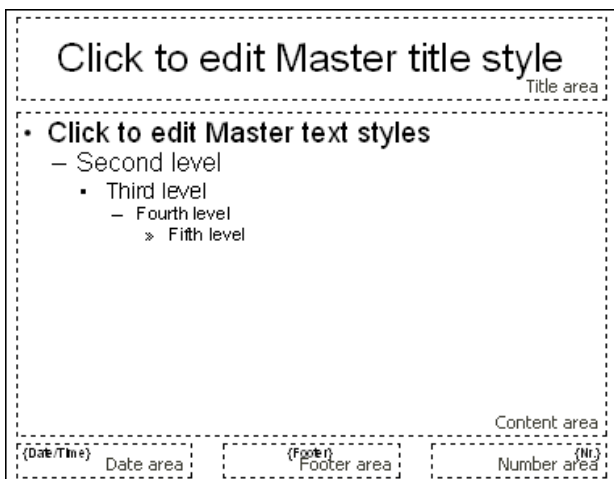 Click to edit Master title style
Title area
• Click to edit Master text styles
– Second level
• Third level
– Fourth level
» Fifth level
Content area
{Date/Time}
Date area
{Footer}
Footer area
{Nr.}
Number area